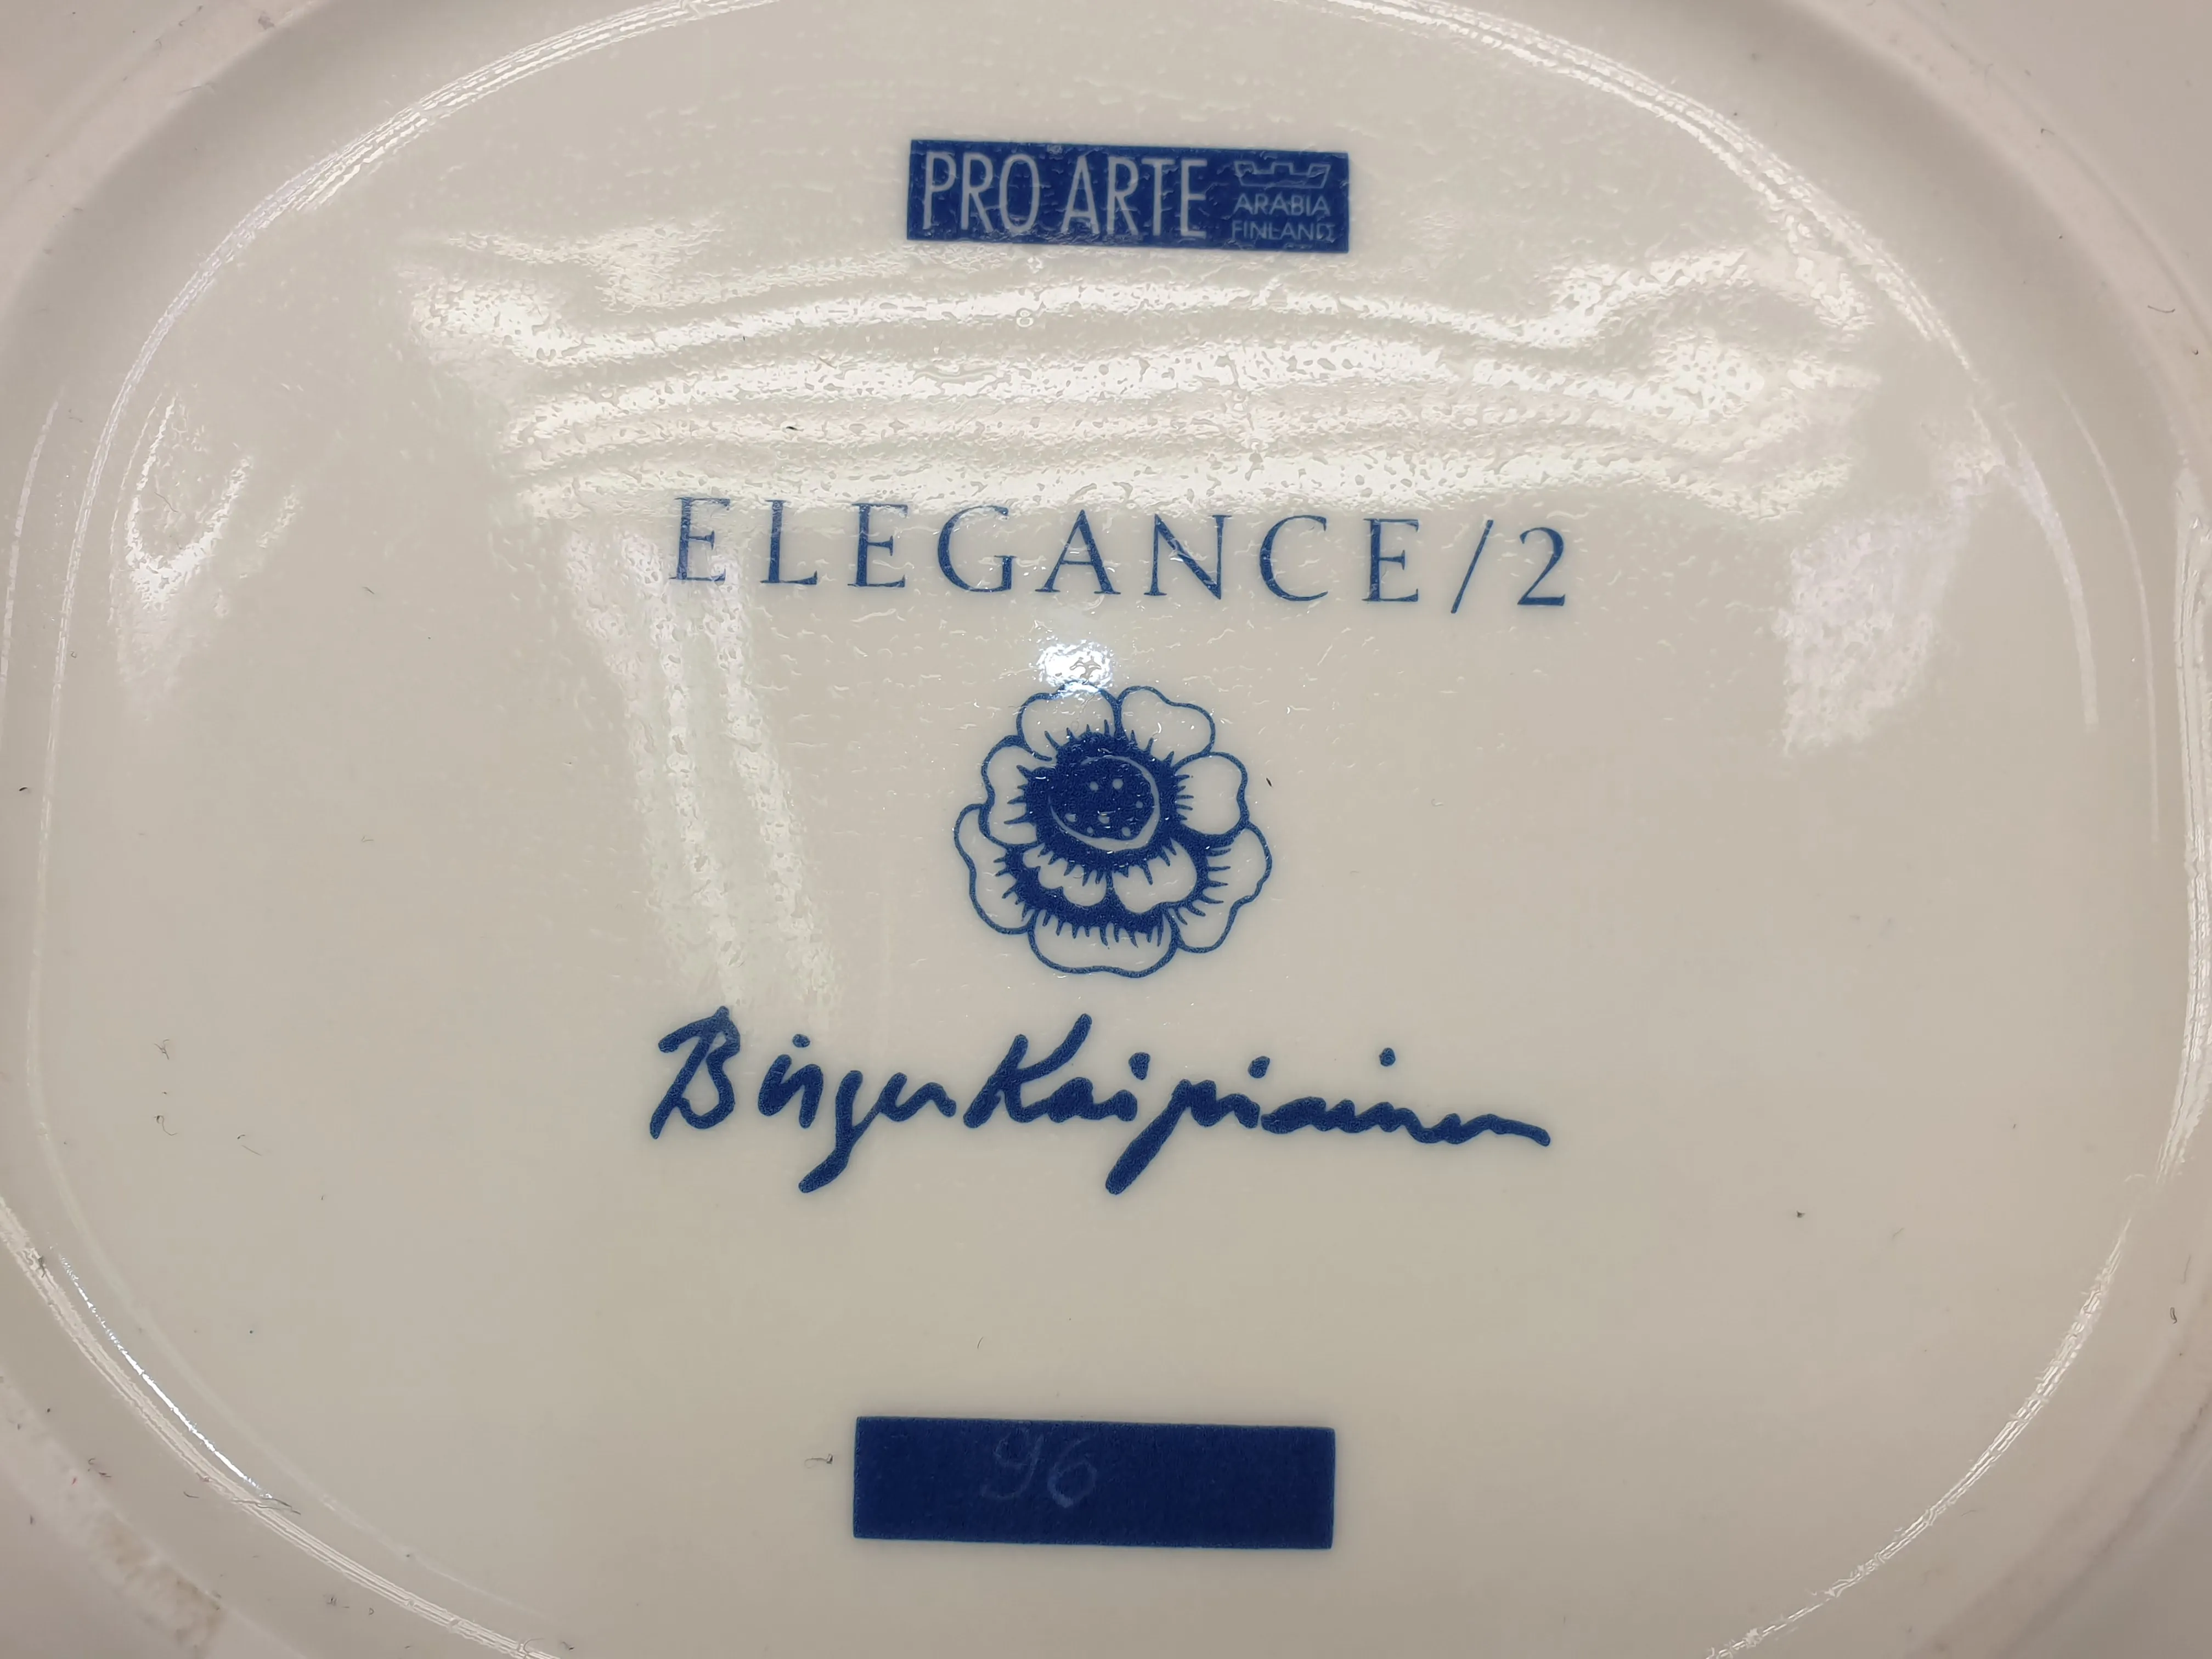 PRO ARTE ARABIA
FINLAND
ELEGANCE/2
Birger Kaipiainen
96